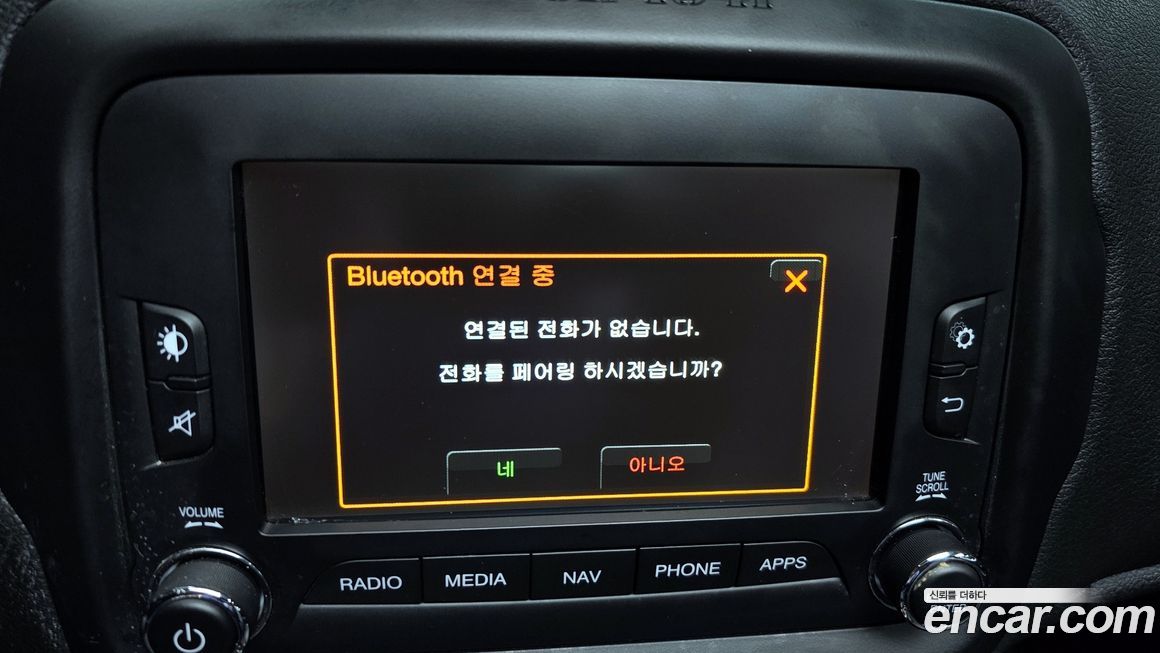 Bluetooth 연결 중
연결된 전화가 없습니다.
전화를 페어링 하시겠습니까?
네
아니오
VOLUME
TUNE
SCROLL
RADIO
MEDIA
NAV
PHONE
APPS
신뢰를 더하다
encar.com